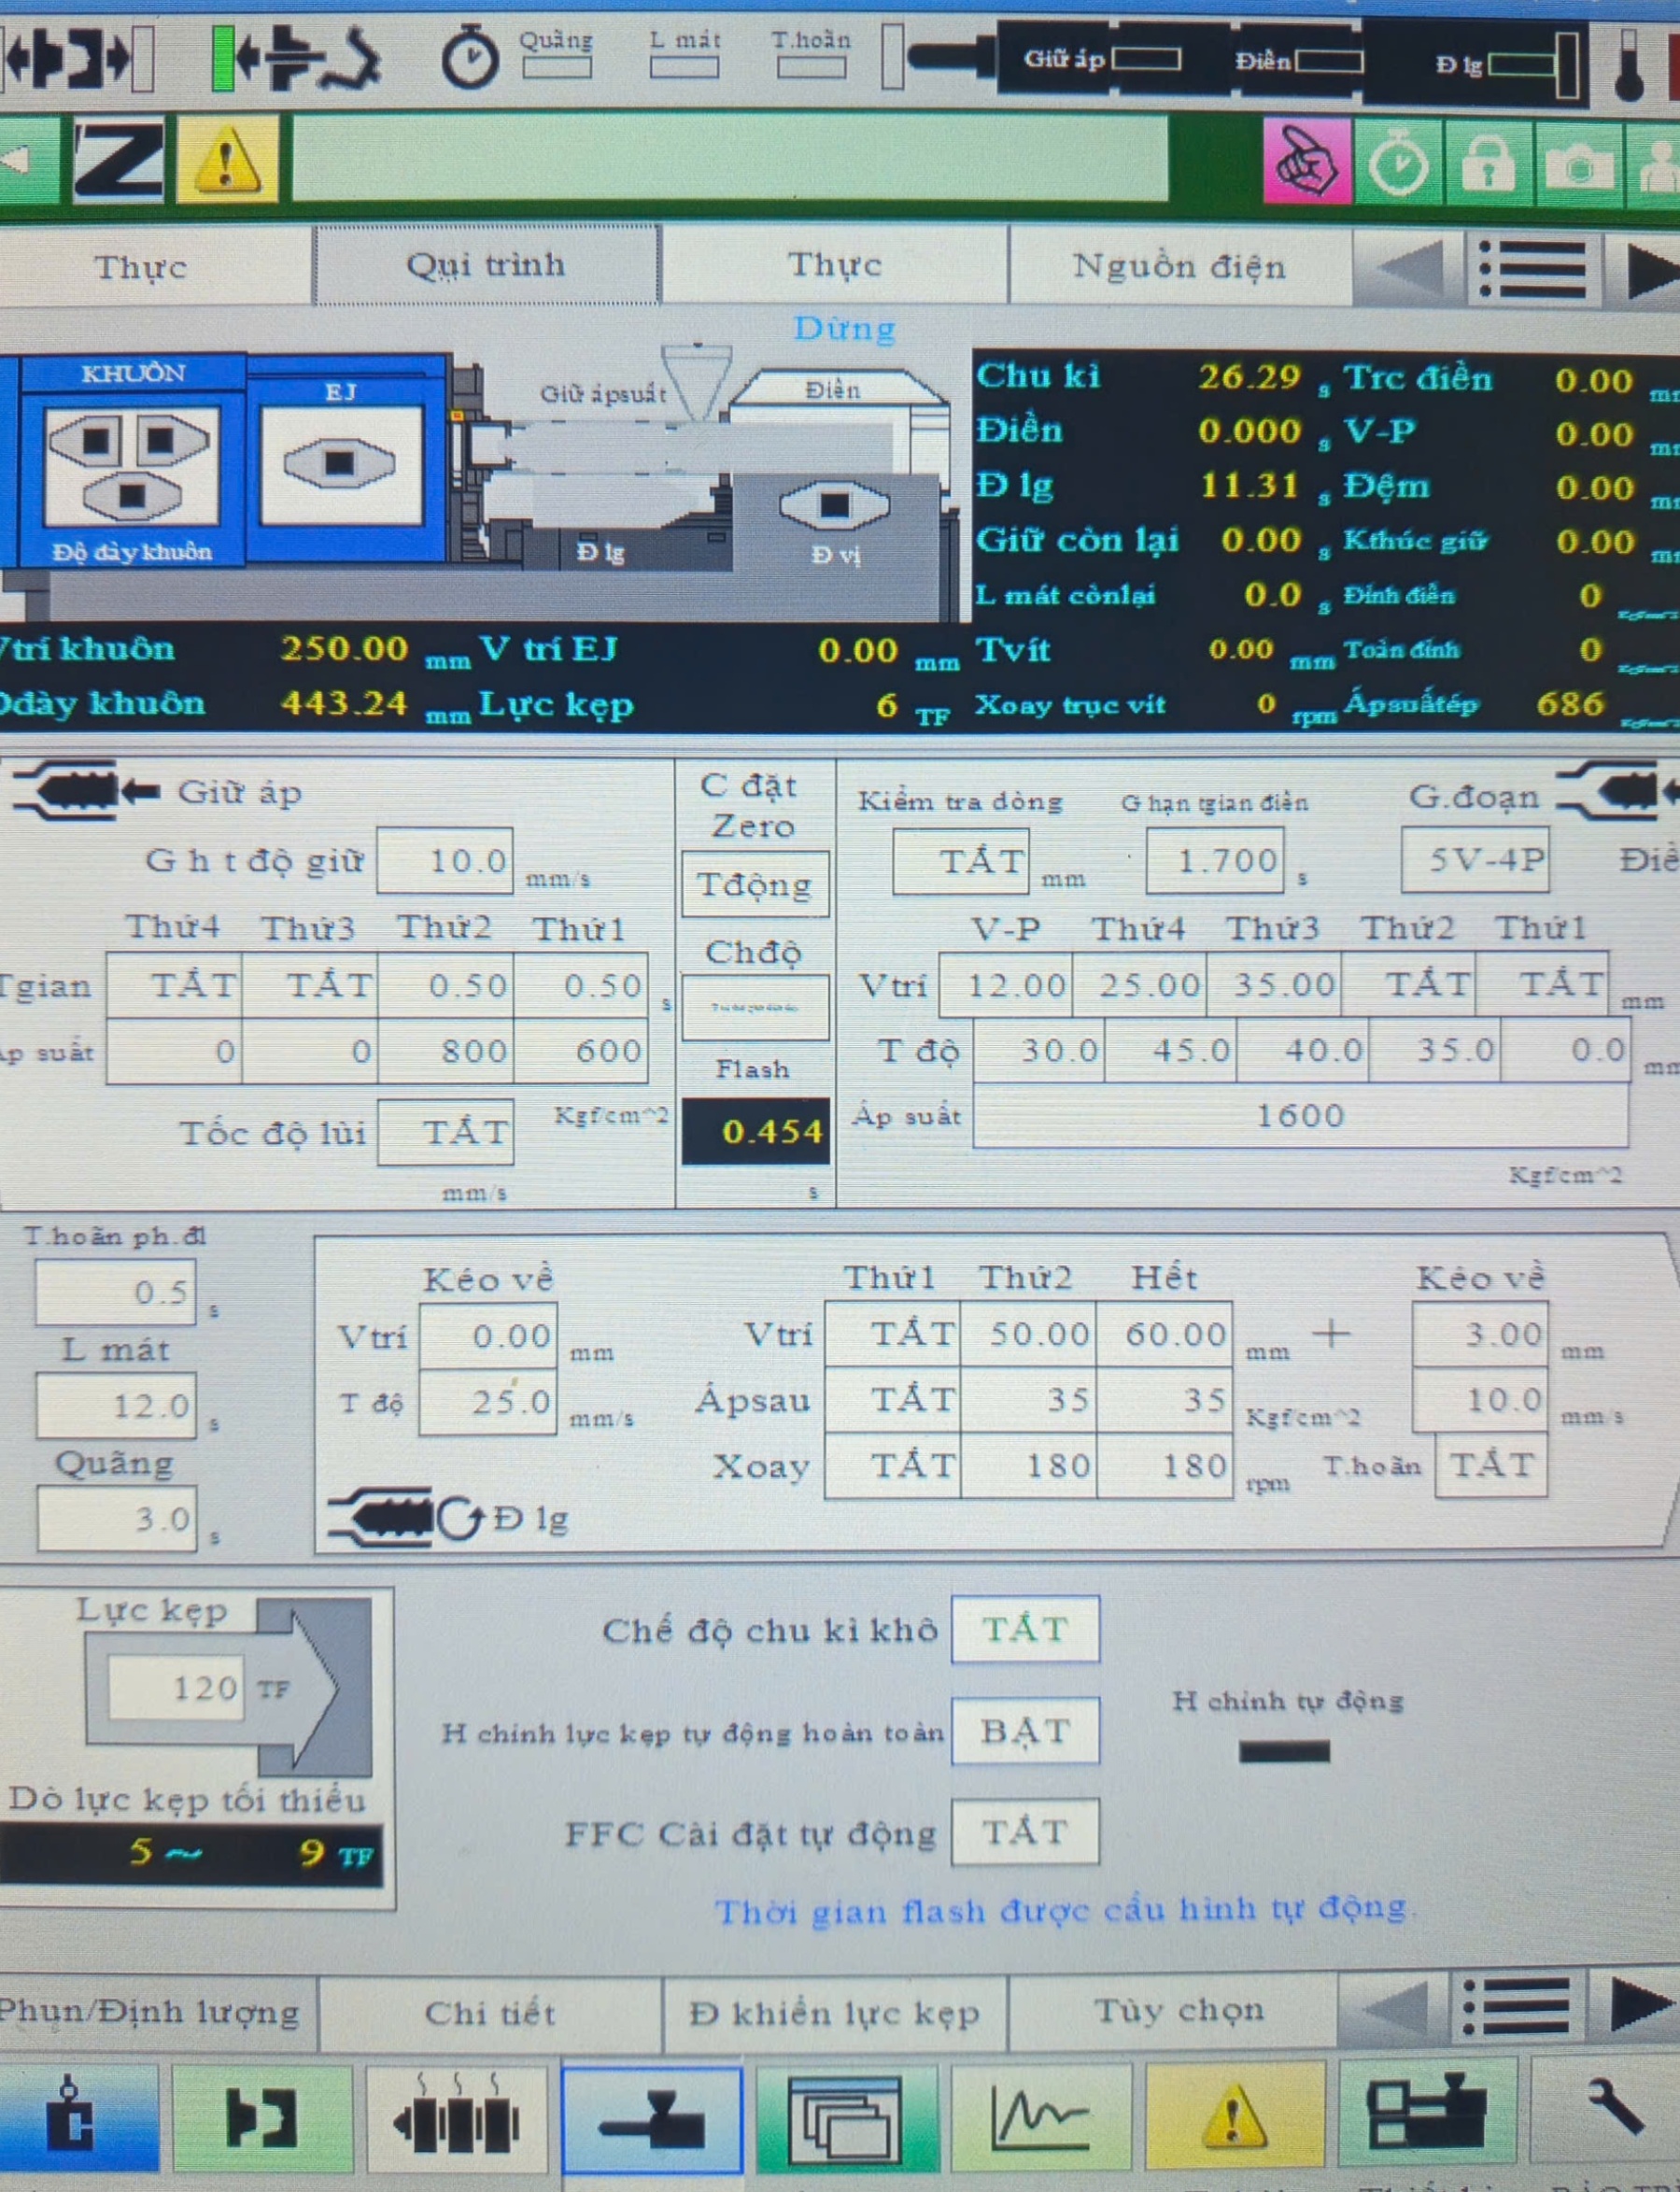 Quãng L mát T.hoãn Giữ áp Điền Đ lg
Thực Qụi trình Thực Nguồn điện
Dừng
KHUÔN EJ Giữ ápsuất Điền
Độ dày khuôn Đ lg Đ vị
Chu kì 26.29 s Trc điền 0.00
Điền 0.000 s V-P 0.00
Đ lg 11.31 s Đệm 0.00
Giữ còn lại 0.00 s Kthúc giữ 0.00
L mát cònlại 0.0 s Đỉnh điền 0
Vtrí khuôn 250.00 mm V trí EJ 0.00 mm Tvít 0.00 mm Toàn đỉnh 0
Đdày khuôn 443.24 mm Lực kẹp 6 TF Xoay trục vít 0 rpm Ápsuấtép 686
Giữ áp
G h t độ giữ 10.0 mm/s
Thứ4 Thứ3 Thứ2 Thứ1
Tgian TẮT TẮT 0.50 0.50 s
Áp suất 0 0 800 600
Tốc độ lùi TẮT Kgf/cm^2
mm/s
C đặt
Zero
Tđộng
Chđộ
Flash
0.454
s
Kiểm tra dòng G hạn tgian điền G.đoạn
TẮT mm 1.700 s 5V-4P
V-P Thứ4 Thứ3 Thứ2 Thứ1
Vtrí 12.00 25.00 35.00 TẮT TẮT mm
T độ 30.0 45.0 40.0 35.0 0.0
Áp suất 1600
Kgf/cm^2
T.hoãn ph.đl
0.5 s
L mát
12.0 s
Quãng
3.0 s
Kéo về
Vtrí 0.00 mm
T độ 25.0 mm/s
Đ lg
Thứ1 Thứ2 Hết Kéo về
Vtrí TẮT 50.00 60.00 mm + 3.00 mm
Ápsau TẮT 35 35 Kgf/cm^2 10.0 mm/s
Xoay TẮT 180 180 rpm T.hoãn TẮT
Lực kẹp
120 TF
Dò lực kẹp tối thiểu
5 ~ 9 TF
Chế độ chu kì khô TẮT
H chỉnh lực kẹp tự động hoàn toàn BẬT
H chỉnh tự động
FFC Cài đặt tự động TẮT
Thời gian flash được cấu hình tự động.
Phun/Định lượng Chi tiết Đ khiển lực kẹp Tùy chọn